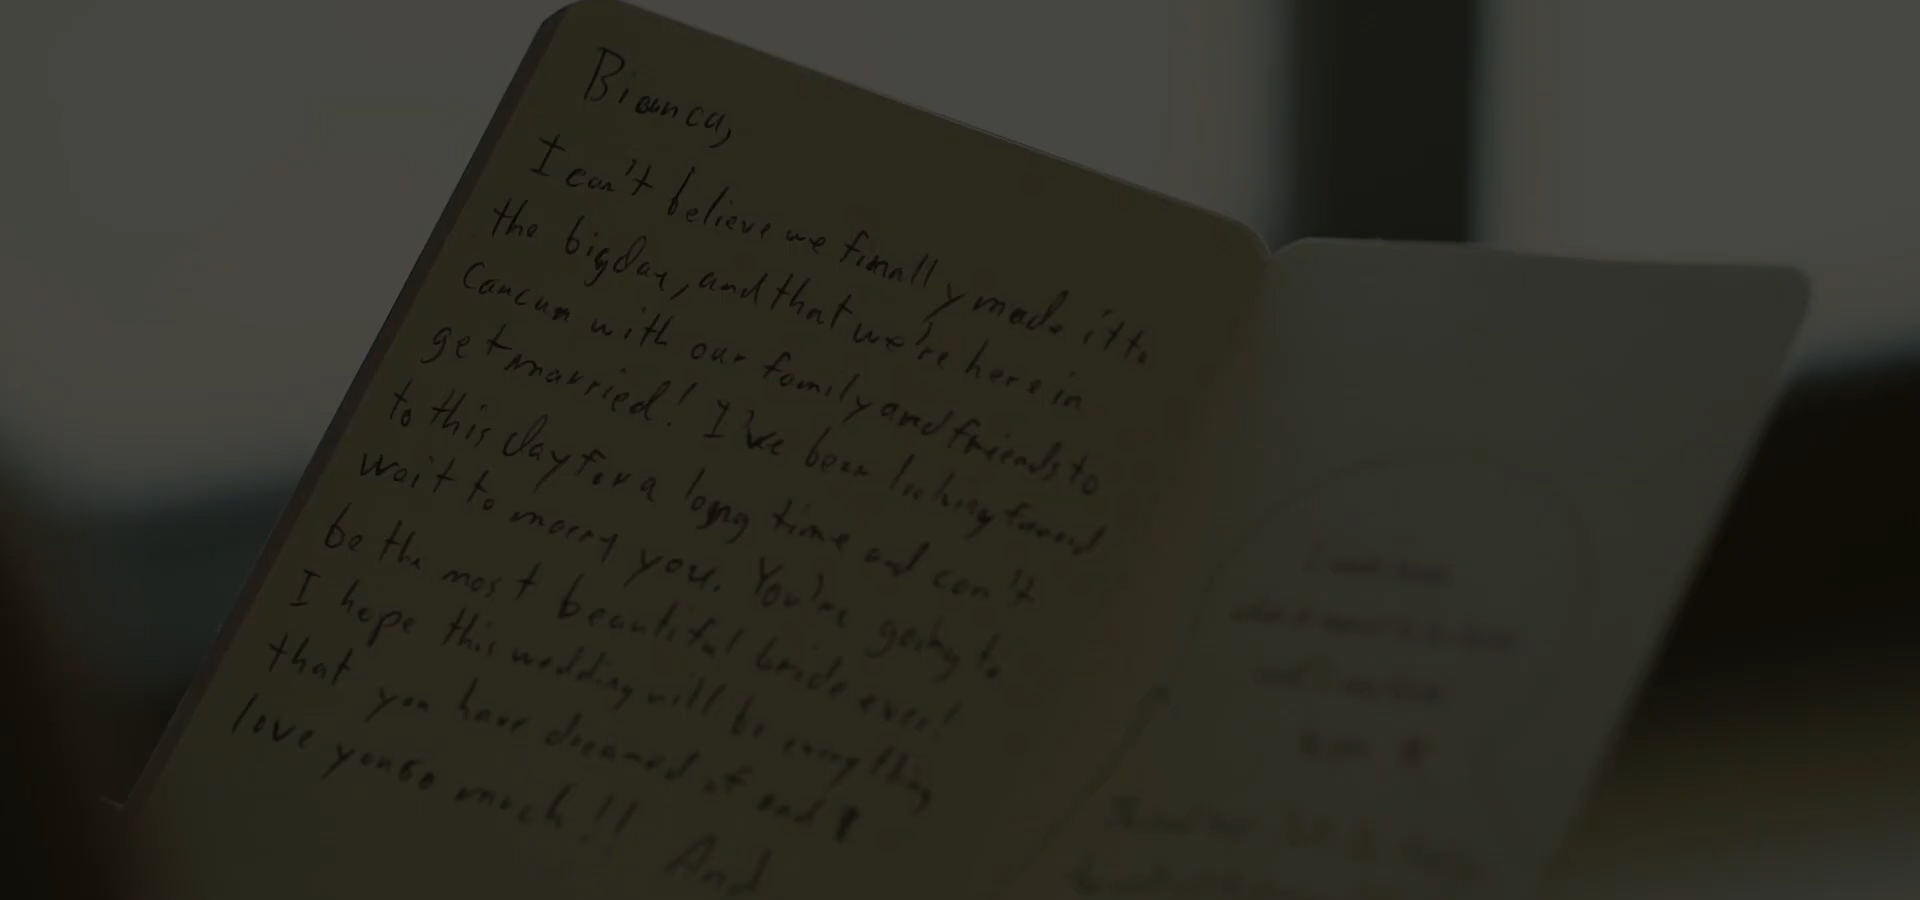 Bianca,
I can't believe we finally made it to
the big day, and that we're here in
Cancun with our family and friends to
get married! I've been looking forward
to this day for a long time and can't
wait to marry you. You're going to
be the most beautiful bride ever!
I hope this wedding will be everything
that you have dreamed of and I
love you so much!! And